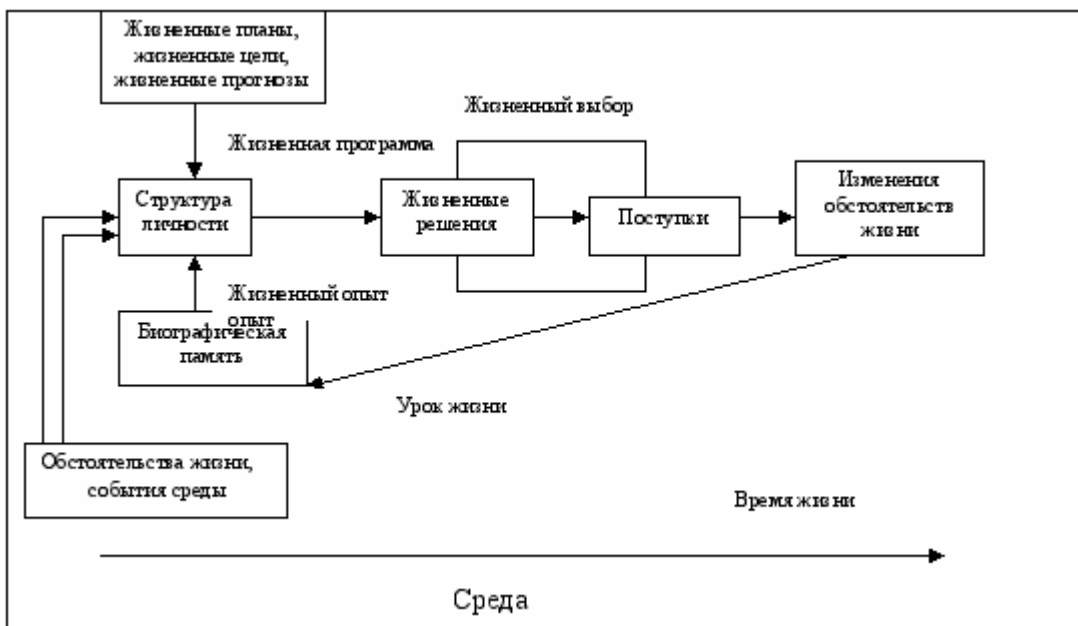 Жизненные планы,
жизненные цели,
жизненные прогнозы
Жизненный выбор
Жизненная программа
Структура
личности
Жизненные
решения
Поступки
Изменения
обстоятельств
жизни
Жизненный опыт
опыт
Биографическая
память
Урок жизни
Обстоятельства жизни,
события среды
Время жизни
Среда